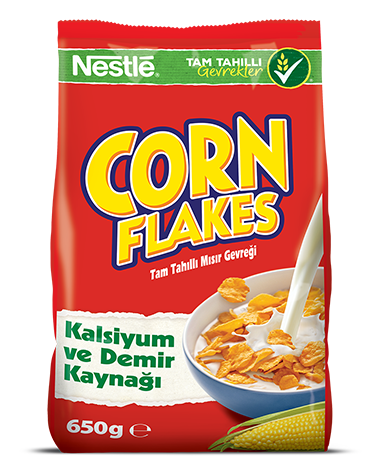 Nestlé®
TAM TAHILLI
Gevrekler
CORN
FLAKES
Tam Tahıllı Mısır Gevreği
Kalsiyum
ve Demir
Kaynağı
650g ℮